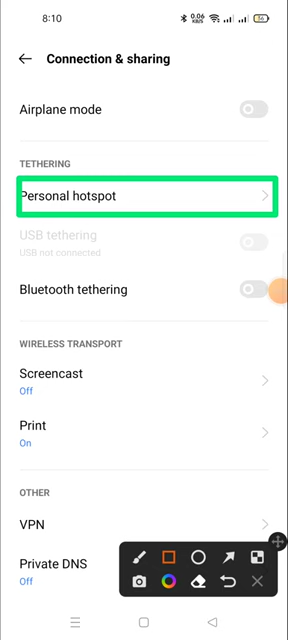 8:10
0.06
KB/S
36
Connection & sharing
Airplane mode
TETHERING
Personal hotspot
USB tethering
USB not connected
Bluetooth tethering
WIRELESS TRANSPORT
Screencast
Off
Print
On
OTHER
VPN
Private DNS
Off